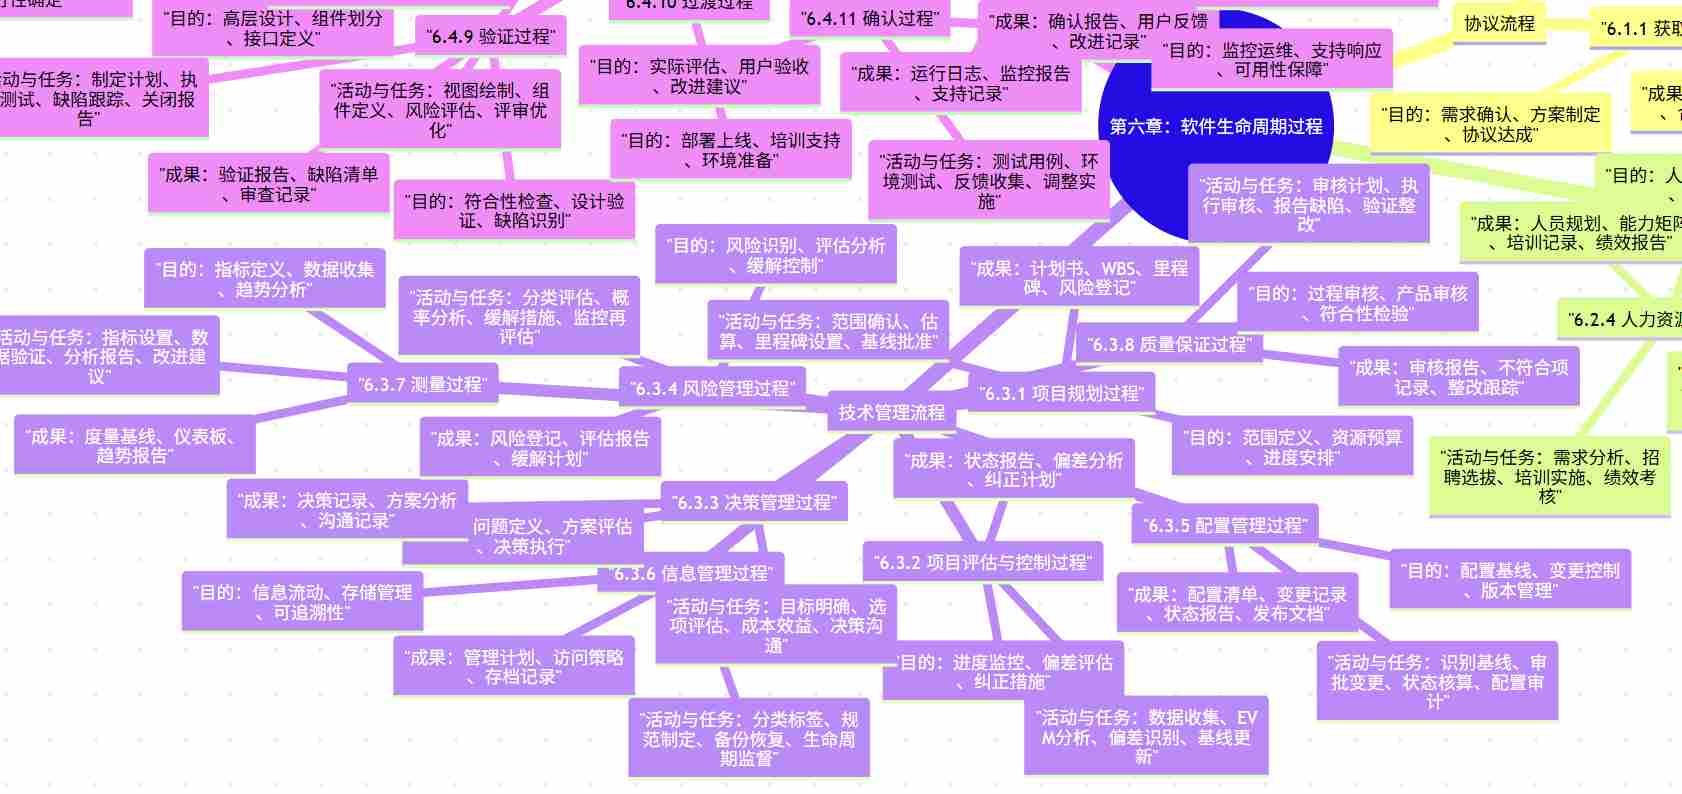 "目的：高层设计、组件划分
、接口定义"
"6.4.9 验证过程"
"6.4.11 确认过程"
"成果：确认报告、用户反馈
、改进记录"
"目的：监控运维、支持响应
、可用性保障"
协议流程
"6.1.1 获取
动与任务：制定计划、执
测试、缺陷跟踪、关闭报
告"
"活动与任务：视图绘制、组
件定义、风险评估、评审优
化"
"目的：实际评估、用户验收
、改进建议"
"成果：运行日志、监控报告
、支持记录"
第六章：软件生命周期过程
"目的：需求确认、方案制定
、协议达成"
"成果
"目的：部署上线、培训支持
、环境准备"
"成果：验证报告、缺陷清单
、审查记录"
"目的：符合性检查、设计验
证、缺陷识别"
"活动与任务：测试用例、环
境测试、反馈收集、调整实
施"
"活动与任务：审核计划、执
行审核、报告缺陷、验证整
改"
"目的：人
、
"成果：人员规划、能力矩阵
、培训记录、绩效报告"
"目的：风险识别、评估分析
、缓解控制"
"目的：指标定义、数据收集
、趋势分析"
"活动与任务：分类评估、概
率分析、缓解措施、监控再
评估"
"成果：计划书、WBS、里程
碑、风险登记"
"目的：过程审核、产品审核
、符合性检验"
"6.2.4 人力资源
"活动与任务：范围确认、估
算、里程碑设置、基线批准"
活动与任务：指标设置、数
据验证、分析报告、改进建
议"
"6.3.8 质量保证过程"
"成果：审核报告、不符合项
记录、整改跟踪"
"6.3.7 测量过程"
"6.3.4 风险管理过程"
"6.3.1 项目规划过程"
技术管理流程
"成果：度量基线、仪表板、
趋势报告"
"成果：风险登记、评估报告
、缓解计划"
"成果：状态报告、偏差分析
、纠正计划"
"目的：范围定义、资源预算
、进度安排"
"活动与任务：需求分析、招
聘选拔、培训实施、绩效考
核"
"成果：决策记录、方案分析
、沟通记录"
问题定义、方案评估
、决策执行"
"6.3.3 决策管理过程"
"6.3.5 配置管理过程"
"6.3.2 项目评估与控制过程"
"6.3.6 信息管理过程"
"目的：配置基线、变更控制
、版本管理"
"目的：信息流动、存储管理
、可追溯性"
"活动与任务：目标明确、选
项评估、成本效益、决策沟
通"
"成果：配置清单、变更记录
、状态报告、发布文档"
"成果：管理计划、访问策略
、存档记录"
"目的：进度监控、偏差评估
、纠正措施"
"活动与任务：识别基线、审
批变更、状态核算、配置审
计"
"活动与任务：分类标签、规
范制定、备份恢复、生命周
期监督"
"活动与任务：数据收集、EV
M分析、偏差识别、基线更
新"